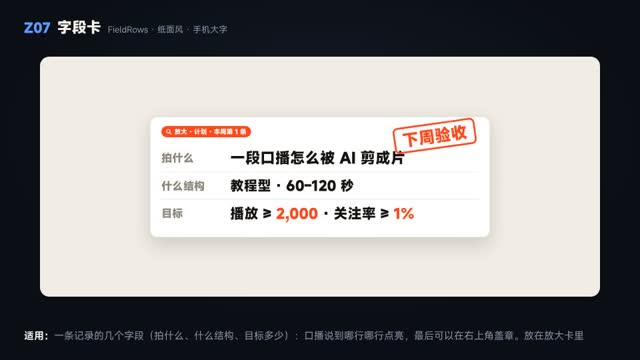 Z07 字段卡 FieldRows · 纸面风 · 手机大字
放大 · 计划 · 本周第 1 条
下周验收
拍什么 一段口播怎么被 AI 剪成片
什么结构 教程型 · 60–120 秒
目标 播放 ≥ 2,000 · 关注率 ≥ 1%
适用：一条记录的几个字段（拍什么、什么结构、目标多少）：口播说到哪行哪行点亮，最后可以在右上角盖章。放在放大卡里